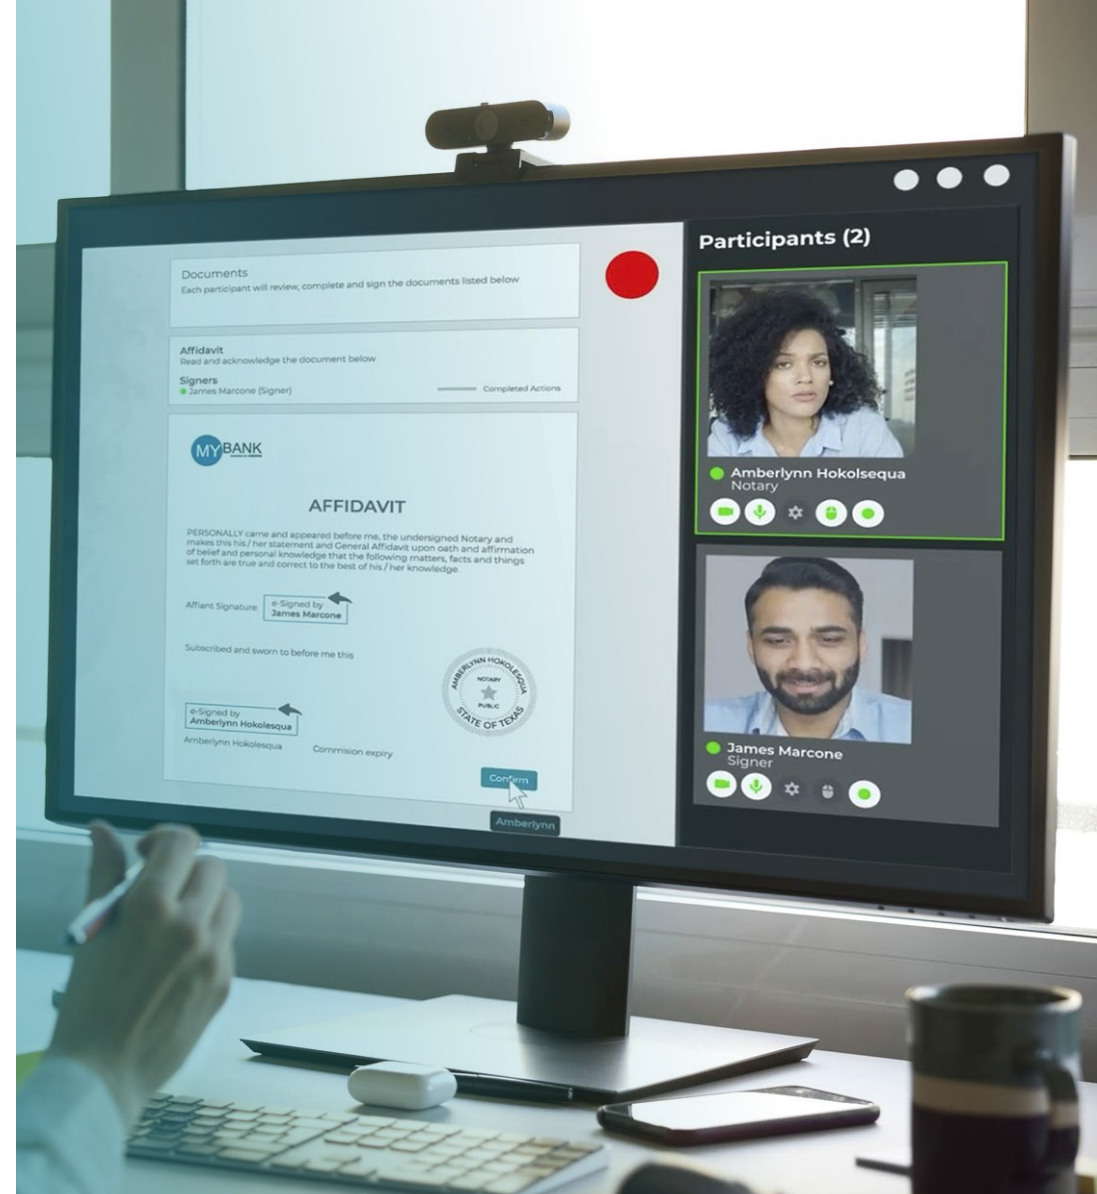 Documents
Each participant will review, complete and sign the documents listed below
Affidavit
Read and acknowledge the document below
Signers
James Marcone (Signer)
Completed Actions
MYBANK
AFFIDAVIT
PERSONALLY came and appeared before me, the undersigned Notary and
makes this his / her statement and General Affidavit upon oath and affirmation
of belief and personal knowledge that the following matters, facts and things
set forth are true and correct to the best of his / her knowledge.
Affiant Signature:
e-Signed by
James Marcone
Subscribed and sworn to before me this
AMBERLYNN HOKOLESQUA
NOTARY
PUBLIC
STATE OF TEXAS
e-Signed by
Amberlynn Hokolesqua
Amberlynn Hokolesqua
Commision expiry
Confirm
Amberlynn
Participants (2)
Amberlynn Hokolsequa
Notary
James Marcone
Signer